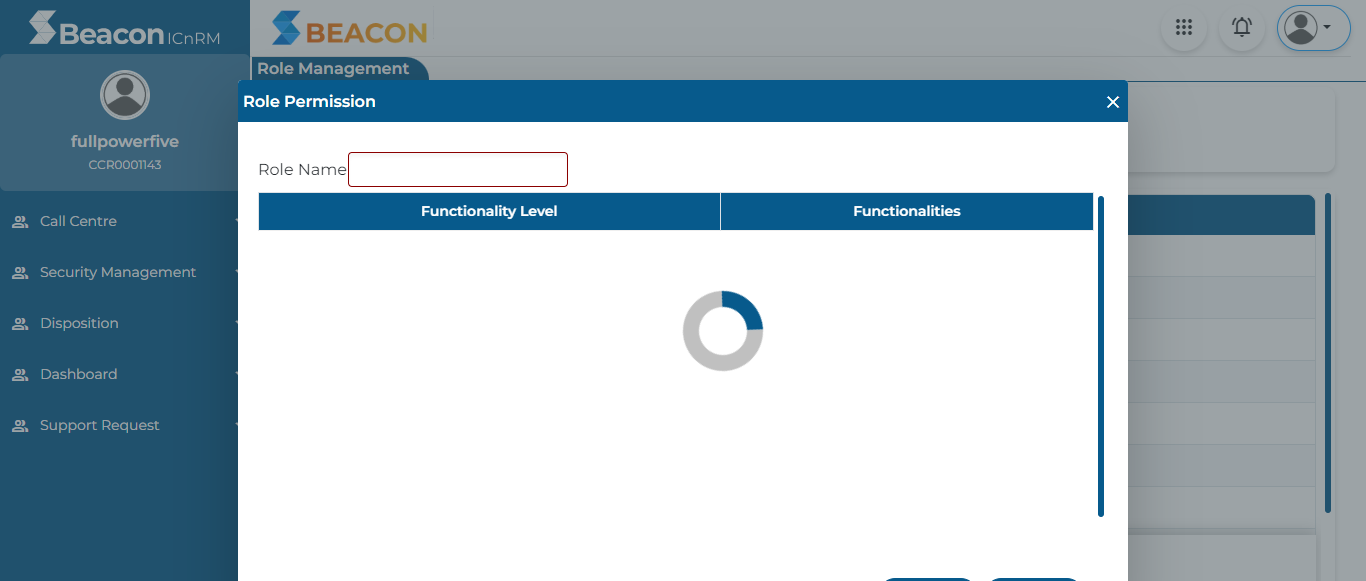 Beacon ICnRM
BEACON
Role Management
fullpowerfive
CCR0001143
Role Permission
Role Name
Functionality Level
Functionalities
Call Centre
Security Management
Disposition
Dashboard
Support Request